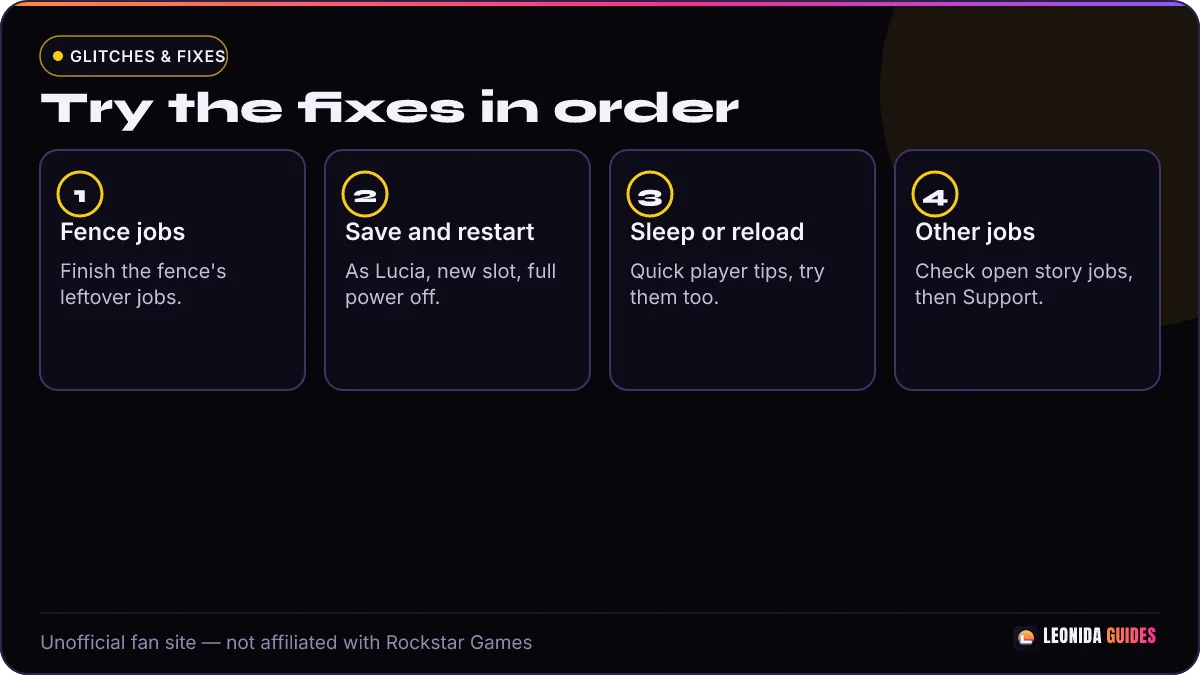 GLITCHES & FIXES
Try the fixes in order
1
Fence jobs
Finish the fence's
leftover jobs.
2
Save and restart
As Lucia, new slot, full
power off.
3
Sleep or reload
Quick player tips, try
them too.
4
Other jobs
Check open story jobs,
then Support.
Unofficial fan site — not affiliated with Rockstar Games
LEONIDA GUIDES